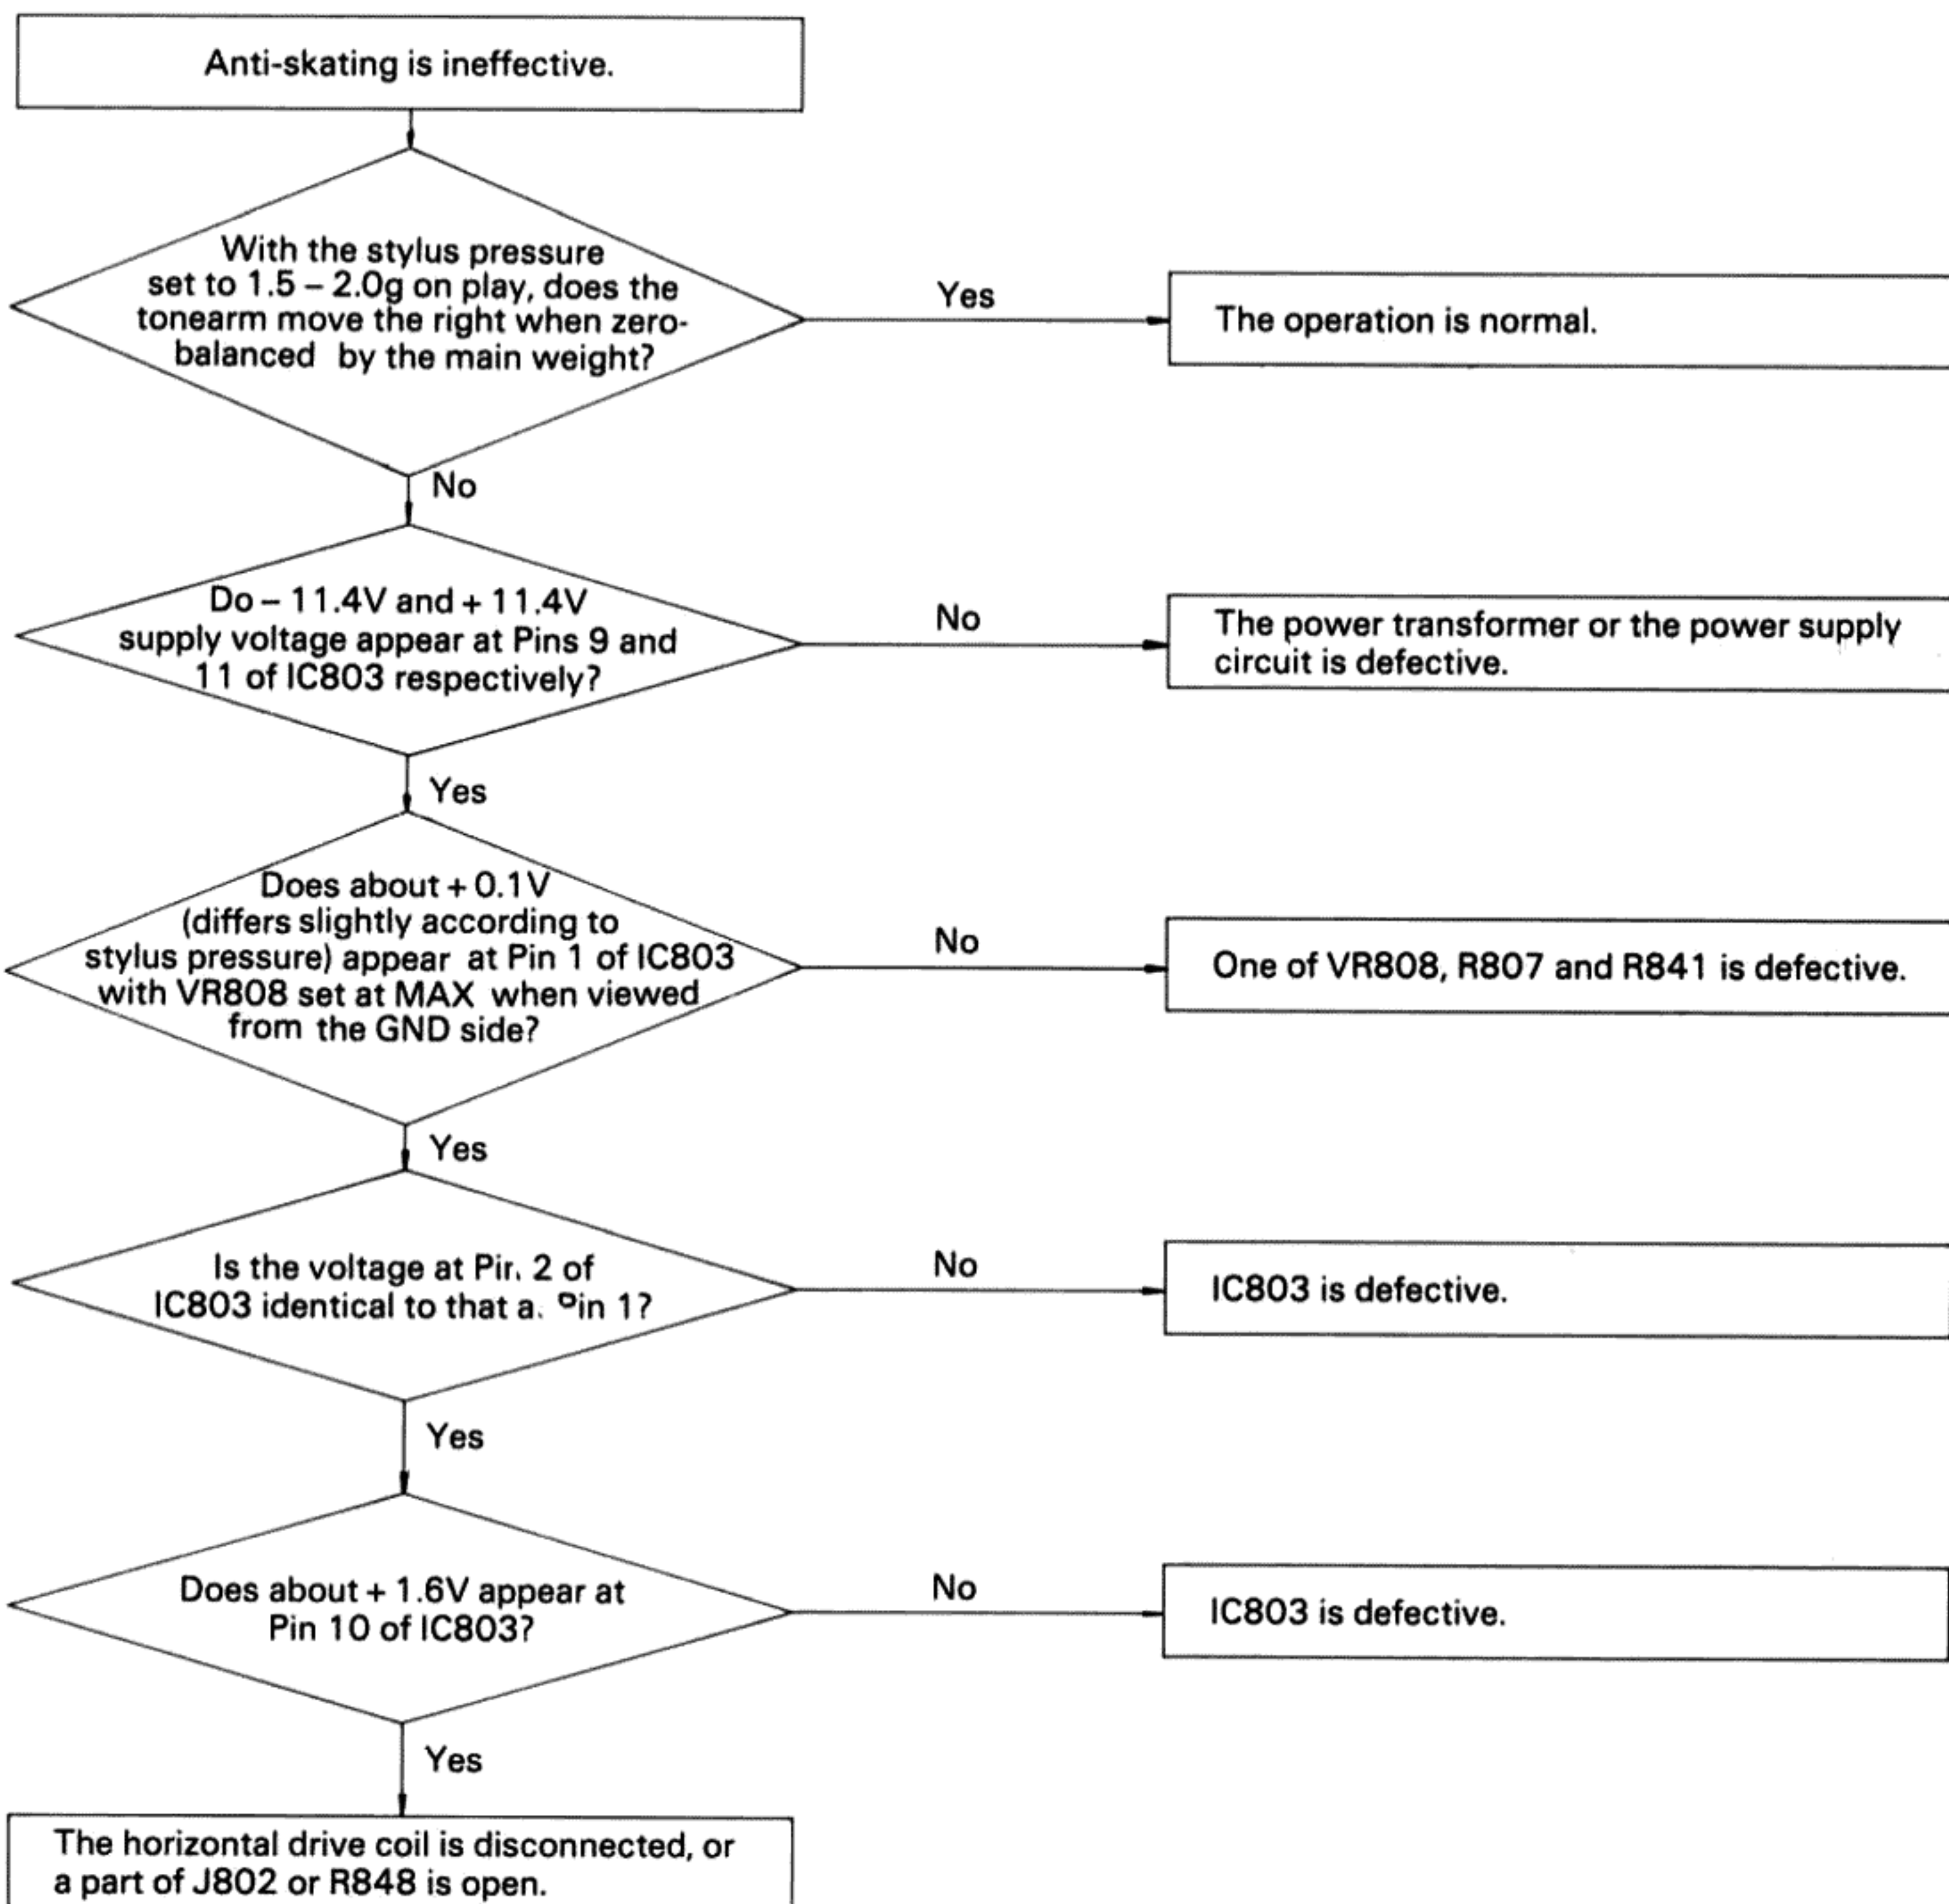 Anti-skating is ineffective.
With the stylus pressure
set to 1.5 – 2.0g on play, does the
tonearm move the right when zero-
balanced by the main weight?
Yes
The operation is normal.
No
Do – 11.4V and + 11.4V
supply voltage appear at Pins 9 and
11 of IC803 respectively?
No
The power transformer or the power supply
circuit is defective.
Yes
Does about + 0.1V
(differs slightly according to
stylus pressure) appear at Pin 1 of IC803
with VR808 set at MAX when viewed
from the GND side?
No
One of VR808, R807 and R841 is defective.
Yes
Is the voltage at Pin 2 of
IC803 identical to that a. Pin 1?
No
IC803 is defective.
Yes
Does about + 1.6V appear at
Pin 10 of IC803?
No
IC803 is defective.
Yes
The horizontal drive coil is disconnected, or
a part of J802 or R848 is open.